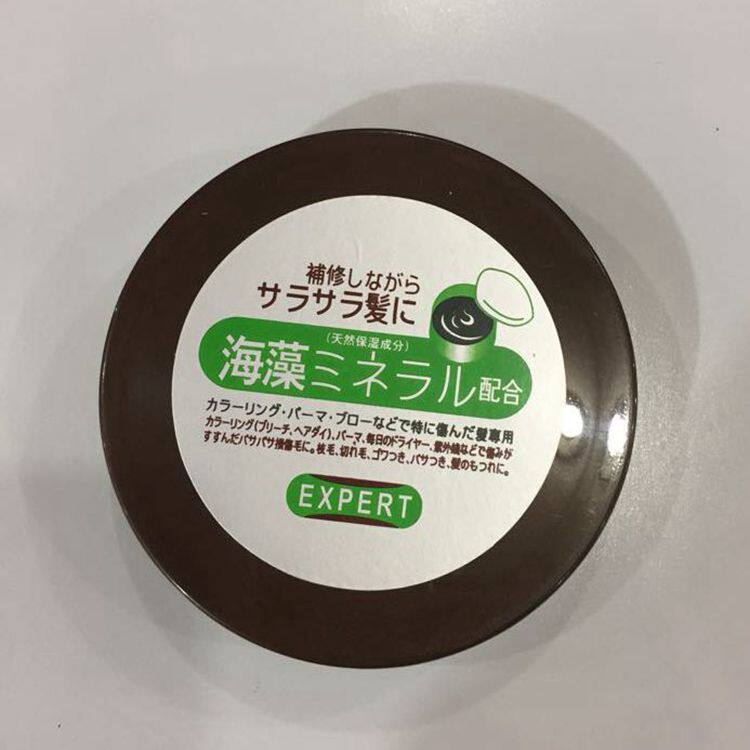 補修しながら
サラサラ髪に
(天然保湿成分)
海藻ミネラル配合
カラーリング・パーマ・ブローなどで特に傷んだ髪専用
カラーリング(ブリーチ、ヘアダイ)、パーマ、毎日のドライヤー、紫外線などで傷みが
すすんだパサパサ損傷毛に。枝毛、切れ毛、ゴワつき、パサつき、髪のもつれに。
EXPERT